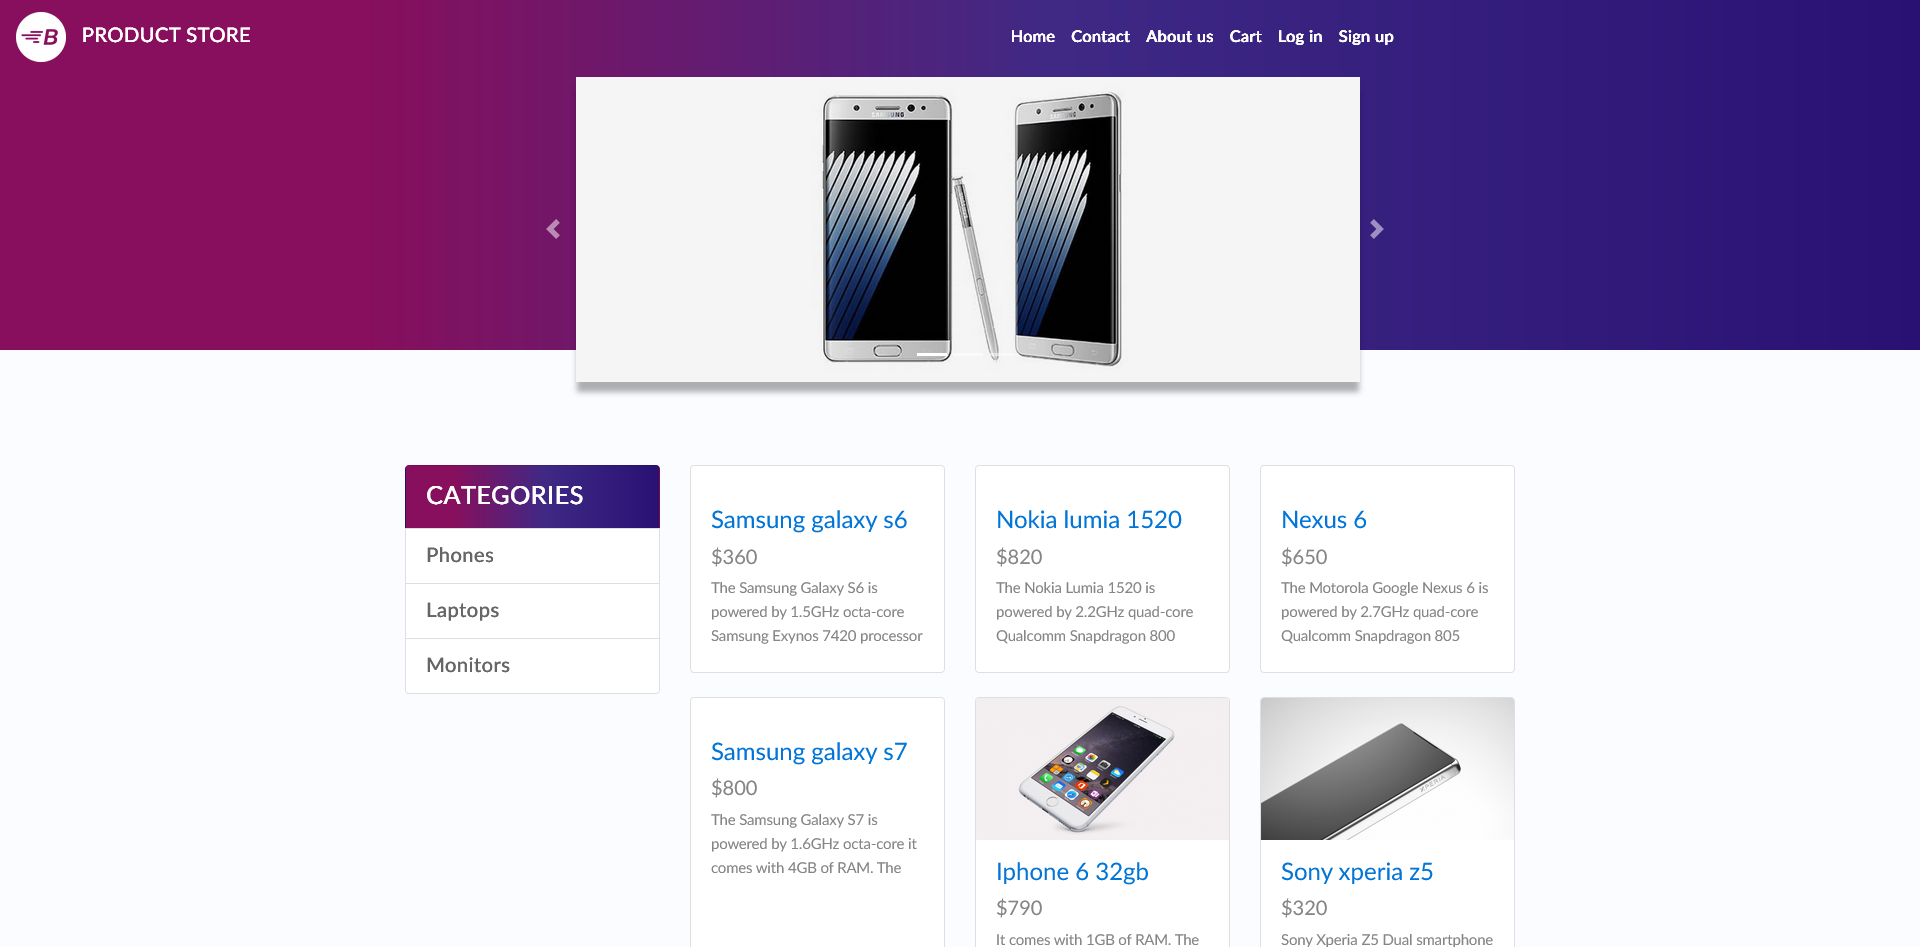 B PRODUCT STORE
Home Contact About us Cart Log in Sign up
SAMSUNG
SAMSUNG
CATEGORIES
Phones
Laptops
Monitors
Samsung galaxy s6
$360
The Samsung Galaxy S6 is
powered by 1.5GHz octa-core
Samsung Exynos 7420 processor
Nokia lumia 1520
$820
The Nokia Lumia 1520 is
powered by 2.2GHz quad-core
Qualcomm Snapdragon 800
Nexus 6
$650
The Motorola Google Nexus 6 is
powered by 2.7GHz quad-core
Qualcomm Snapdragon 805
Samsung galaxy s7
$800
The Samsung Galaxy S7 is
powered by 1.6GHz octa-core it
comes with 4GB of RAM. The
Iphone 6 32gb
$790
It comes with 1GB of RAM. The
XPERIA
Sony xperia z5
$320
Sony Xperia Z5 Dual smartphone